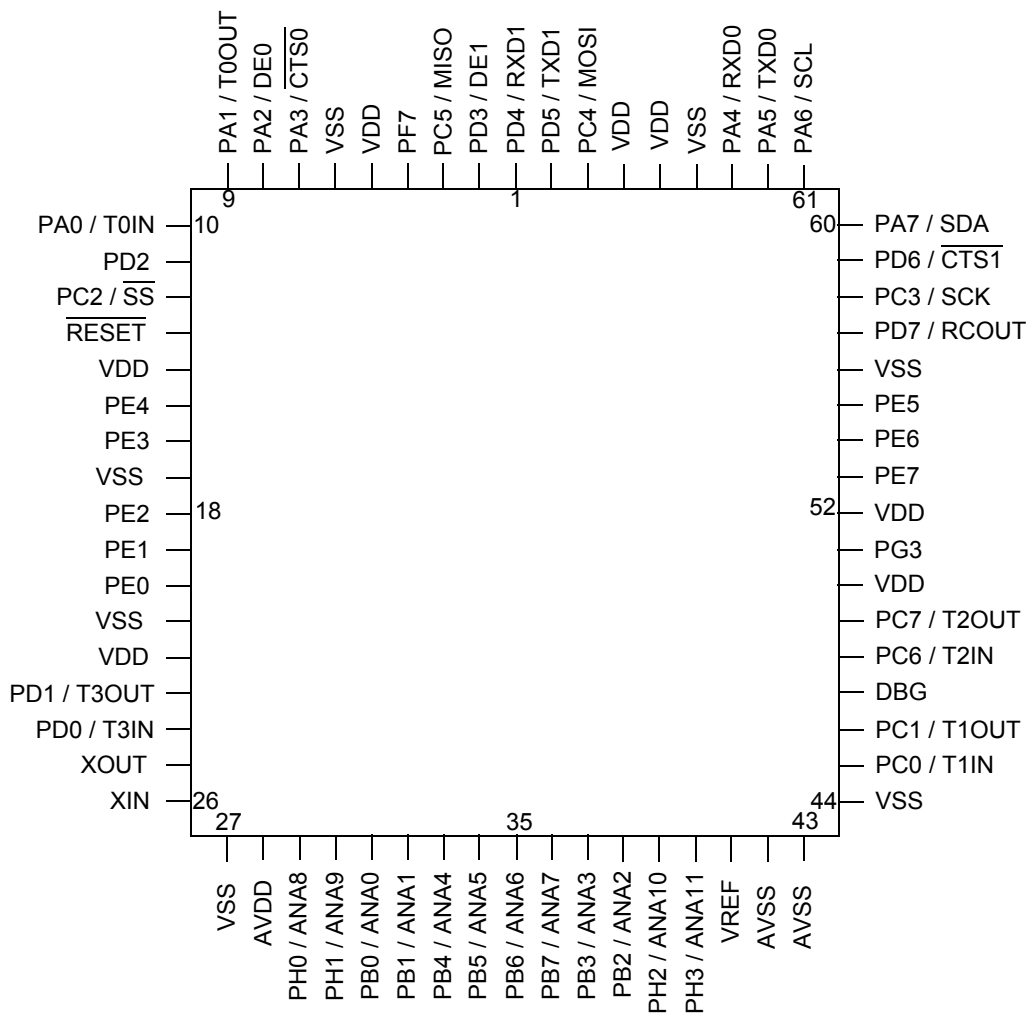 PA1 / T0OUT
PA2 / DE0
PA3 / CTS0
VSS
VDD
PF7
PC5 / MISO
PD3 / DE1
PD4 / RXD1
PD5 / TXD1
PC4 / MOSI
VDD
VDD
VSS
PA4 / RXD0
PA5 / TXD0
PA6 / SCL
9
1
61
PA0 / T0IN
10
PD2
PC2 / SS
RESET
VDD
PE4
PE3
VSS
PE2
18
PE1
PE0
VSS
VDD
PD1 / T3OUT
PD0 / T3IN
XOUT
XIN
26
60
PA7 / SDA
PD6 / CTS1
PC3 / SCK
PD7 / RCOUT
VSS
PE5
PE6
PE7
52
VDD
PG3
VDD
PC7 / T2OUT
PC6 / T2IN
DBG
PC1 / T1OUT
PC0 / T1IN
44
VSS
27
35
43
VSS
AVDD
PH0 / ANA8
PH1 / ANA9
PB0 / ANA0
PB1 / ANA1
PB4 / ANA4
PB5 / ANA5
PB6 / ANA6
PB7 / ANA7
PB3 / ANA3
PB2 / ANA2
PH2 / ANA10
PH3 / ANA11
VREF
AVSS
AVSS